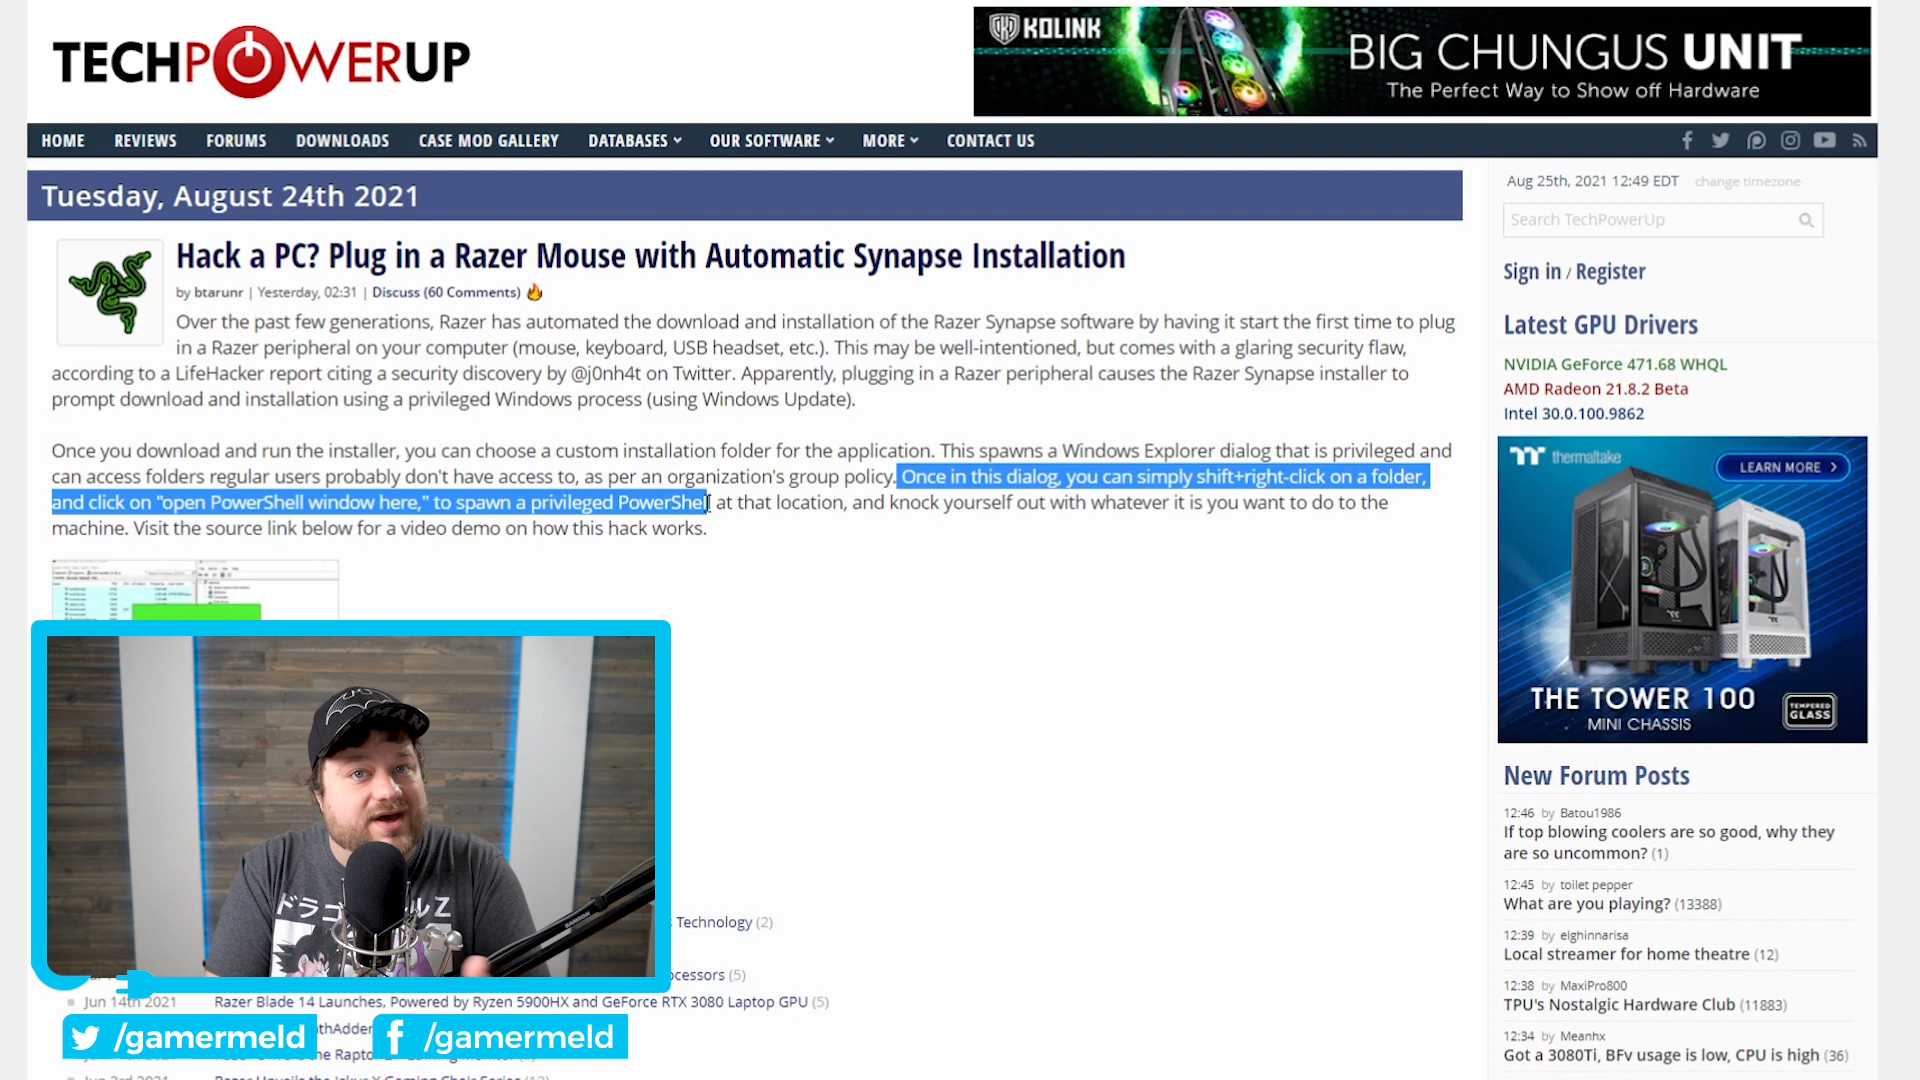 TECHPOWERUP
KOLINK
BIG CHUNGUS UNIT
The Perfect Way to Show off Hardware
HOME REVIEWS FORUMS DOWNLOADS CASE MOD GALLERY DATABASES OUR SOFTWARE MORE CONTACT US
Tuesday, August 24th 2021
Hack a PC? Plug in a Razer Mouse with Automatic Synapse Installation
by btarunr | Yesterday, 02:31 | Discuss (60 Comments)
Over the past few generations, Razer has automated the download and installation of the Razer Synapse software by having it start the first time to plug
in a Razer peripheral on your computer (mouse, keyboard, USB headset, etc.). This may be well-intentioned, but comes with a glaring security flaw,
according to a LifeHacker report citing a security discovery by @j0nh4t on Twitter. Apparently, plugging in a Razer peripheral causes the Razer Synapse installer to
prompt download and installation using a privileged Windows process (using Windows Update).
Once you download and run the installer, you can choose a custom installation folder for the application. This spawns a Windows Explorer dialog that is privileged and
can access folders regular users probably don't have access to, as per an organization's group policy. Once in this dialog, you can simply shift+right-click on a folder,
and click on "open PowerShell window here," to spawn a privileged PowerShell at that location, and knock yourself out with whatever it is you want to do to the
machine. Visit the source link below for a video demo on how this hack works.
s Technology (2)
ocessors (5)
Jun 14th 2021 Razer Blade 14 Launches, Powered by Ryzen 5900HX and GeForce RTX 3080 Laptop GPU (5)
/gamermeld
/gamermeld
Aug 25th, 2021 12:49 EDT change timezone
Search TechPowerUp
Sign in / Register
Latest GPU Drivers
NVIDIA GeForce 471.68 WHQL
AMD Radeon 21.8.2 Beta
Intel 30.0.100.9862
thermaltake
LEARN MORE
THE TOWER 100
MINI CHASSIS
TEMPERED
GLASS
New Forum Posts
12:46 by Batou1986
If top blowing coolers are so good, why they
are so uncommon? (1)
12:45 by toilet pepper
What are you playing? (13388)
12:39 by elghinnarisa
Local streamer for home theatre (12)
12:38 by MaxiPro800
TPU's Nostalgic Hardware Club (11883)
12:34 by Meanhx
Got a 3080Ti, BFv usage is low, CPU is high (36)